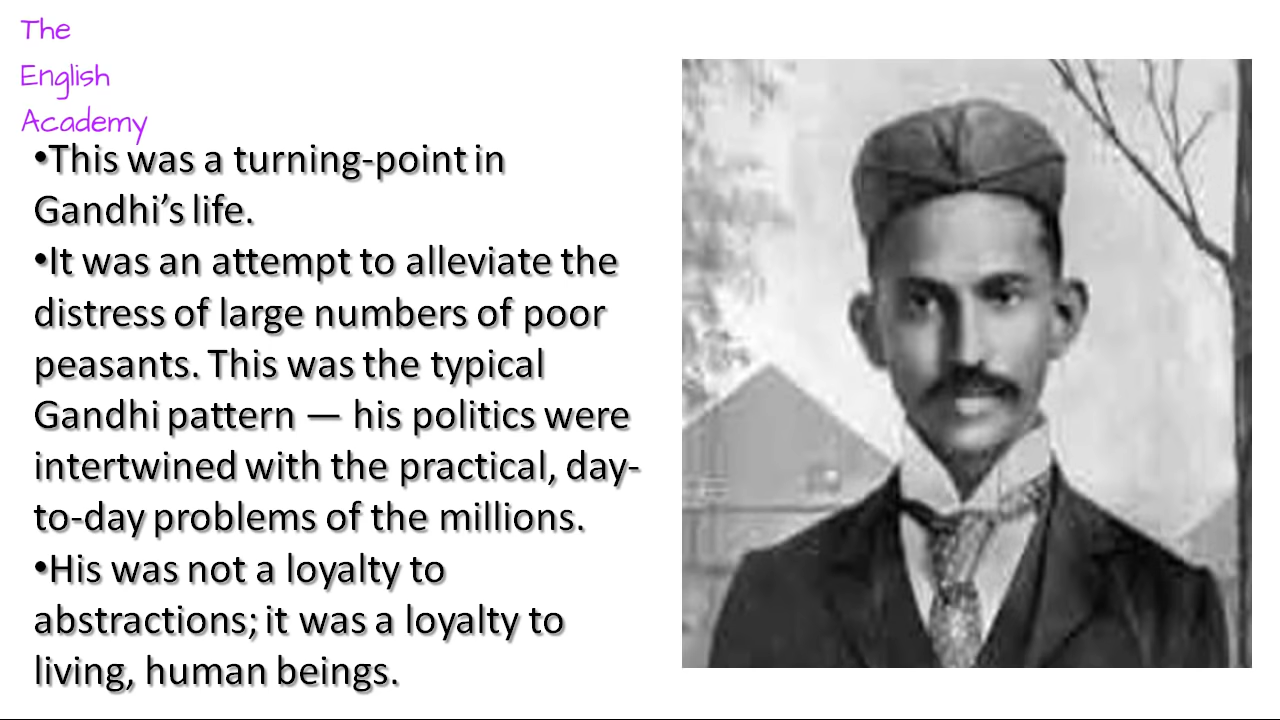 The
English
Academy
•This was a turning-point in
Gandhi’s life.
•It was an attempt to alleviate the
distress of large numbers of poor
peasants. This was the typical
Gandhi pattern — his politics were
intertwined with the practical, day-
to-day problems of the millions.
•His was not a loyalty to
abstractions; it was a loyalty to
living, human beings.